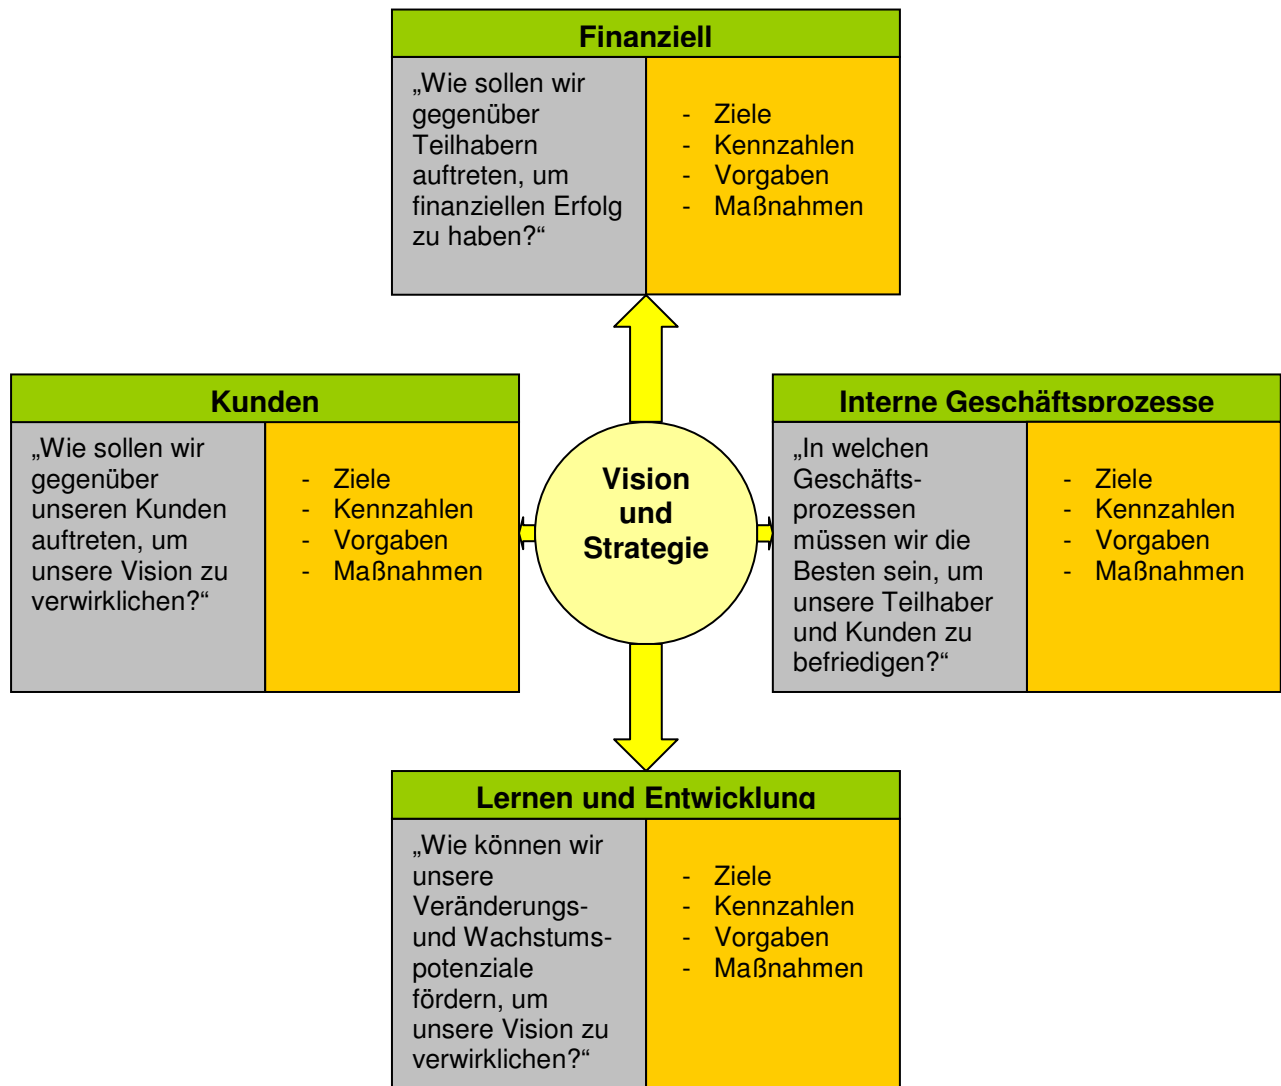 Finanziell
„Wie sollen wir
gegenüber
Teilhabern
auftreten, um
finanziellen Erfolg
zu haben?“
- Ziele
- Kennzahlen
- Vorgaben
- Maßnahmen
Kunden
„Wie sollen wir
gegenüber
unseren Kunden
auftreten, um
unsere Vision zu
verwirklichen?“
- Ziele
- Kennzahlen
- Vorgaben
- Maßnahmen
Vision
und
Strategie
Interne Geschäftsprozesse
„In welchen
Geschäfts-
prozessen
müssen wir die
Besten sein, um
unsere Teilhaber
und Kunden zu
befriedigen?“
- Ziele
- Kennzahlen
- Vorgaben
- Maßnahmen
Lernen und Entwicklung
„Wie können wir
unsere
Veränderungs-
und Wachstums-
potenziale
fördern, um
unsere Vision zu
verwirklichen?“
- Ziele
- Kennzahlen
- Vorgaben
- Maßnahmen